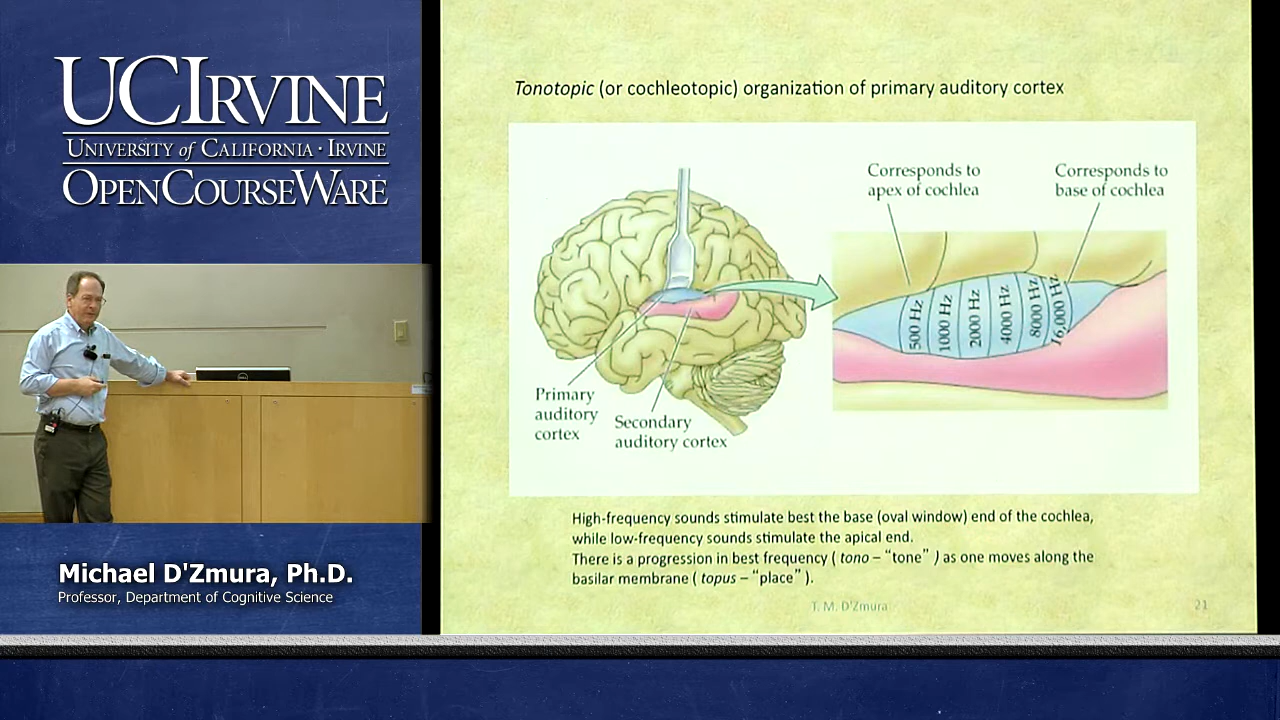 UCIRVINE
UNIVERSITY of CALIFORNIA · IRVINE
OPENCOURSEWARE
Michael D'Zmura, Ph.D.
Professor, Department of Cognitive Science
Tonotopic (or cochleotopic) organization of primary auditory cortex
Corresponds to
apex of cochlea
Corresponds to
base of cochlea
500 Hz
1000 Hz
2000 Hz
4000 Hz
8000 Hz
16,000 Hz
Primary
auditory
cortex
Secondary
auditory cortex
High-frequency sounds stimulate best the base (oval window) end of the cochlea,
while low-frequency sounds stimulate the apical end.
There is a progression in best frequency ( tono – “tone” ) as one moves along the
basilar membrane ( topus – “place” ).
T. M. D'Zmura
21